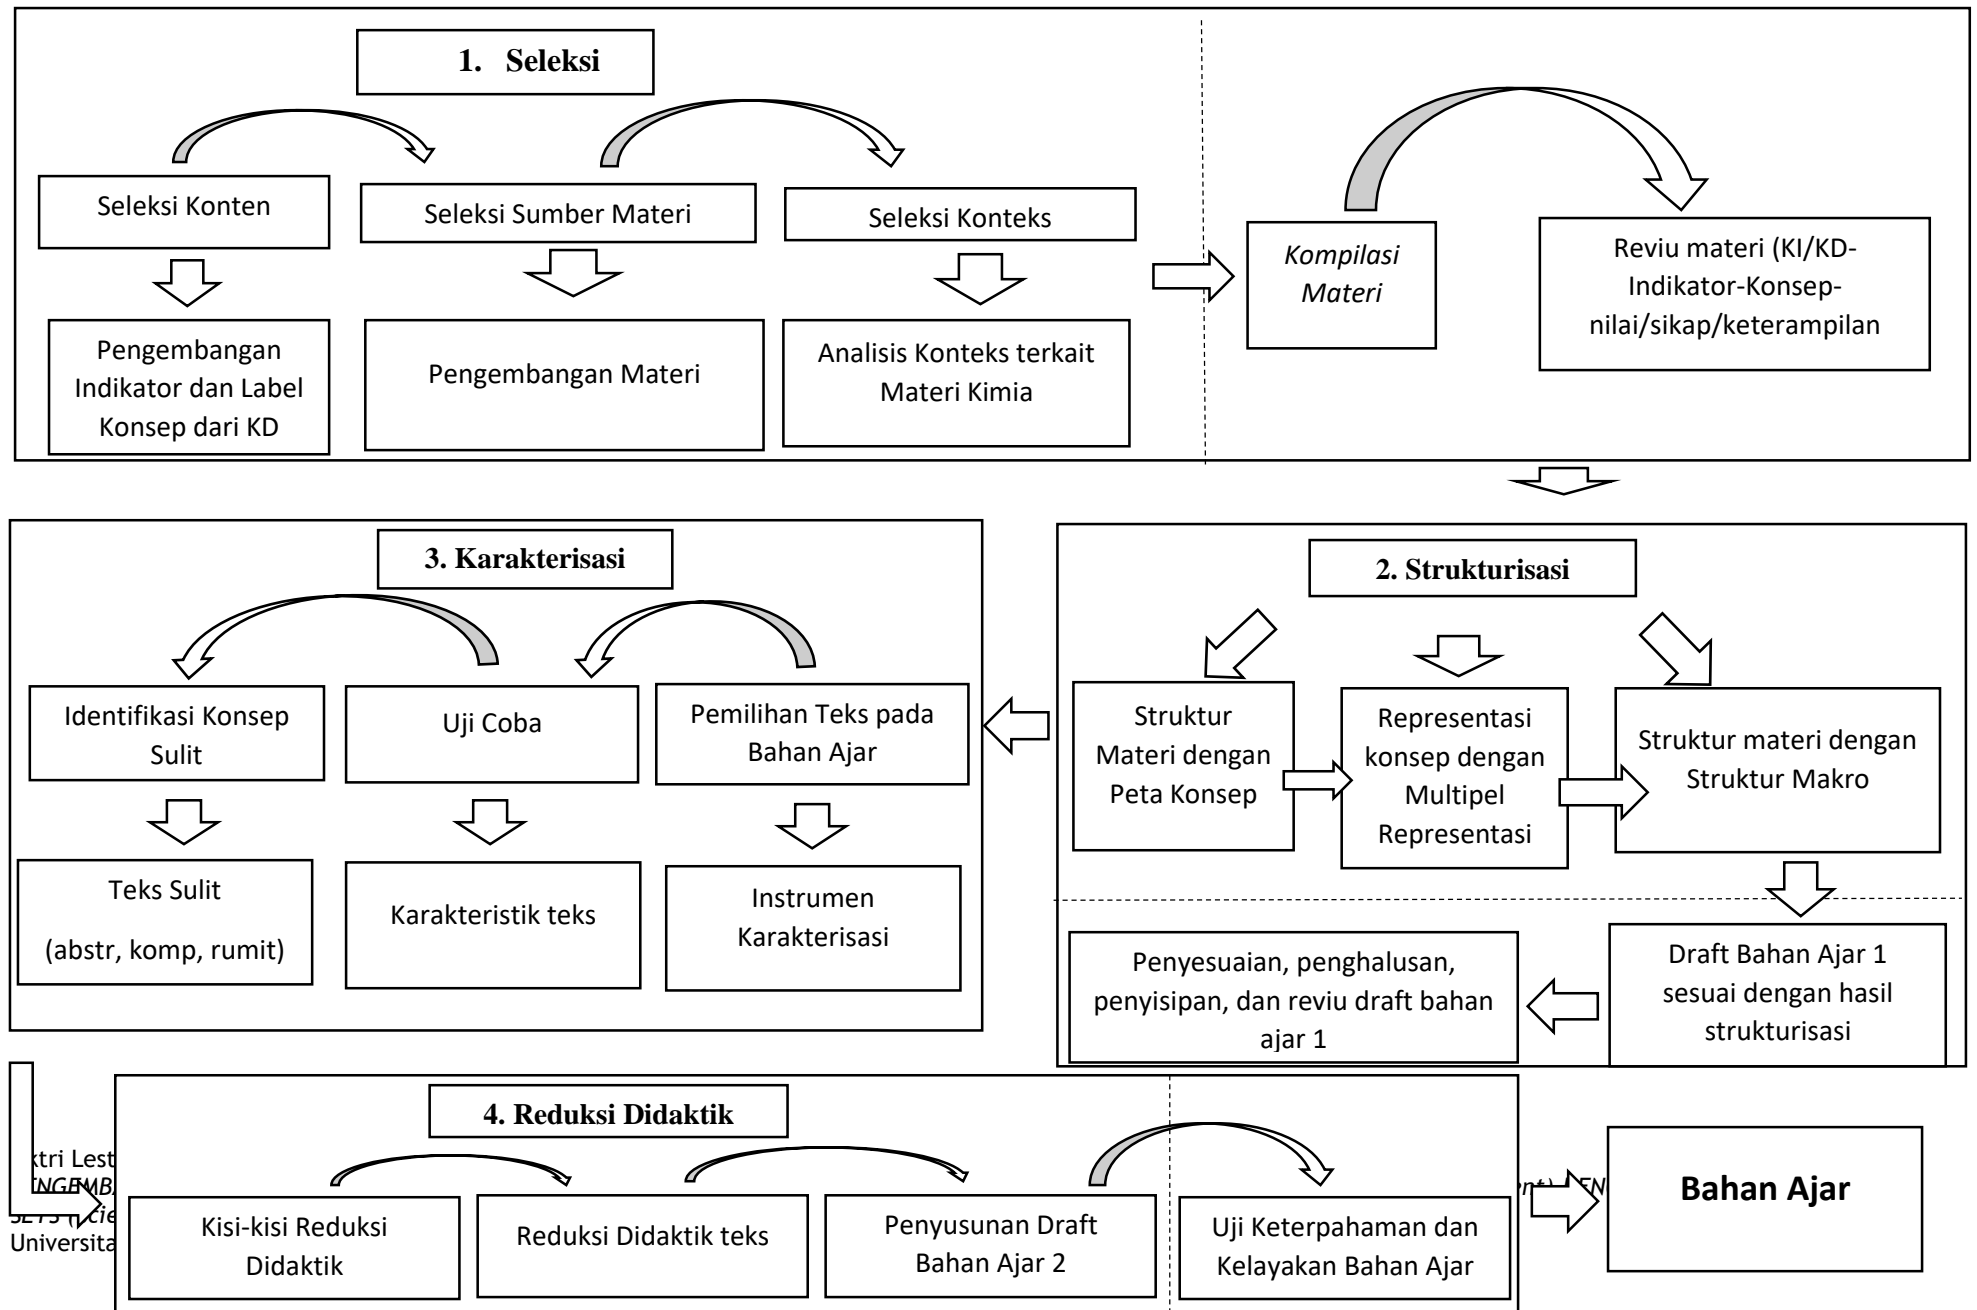 1. Seleksi
Seleksi Konten
Seleksi Sumber Materi
Seleksi Konteks
Pengembangan
Indikator dan Label
Konsep dari KD
Pengembangan Materi
Analisis Konteks terkait
Materi Kimia
Kompilasi
Materi
Reviu materi (KI/KD-
Indikator-Konsep-
nilai/sikap/keterampilan
2. Strukturisasi
Struktur
Materi dengan
Peta Konsep
Representasi
konsep dengan
Multipel
Representasi
Struktur materi dengan
Struktur Makro
Draft Bahan Ajar 1
sesuai dengan hasil
strukturisasi
Penyesuaian, penghalusan,
penyisipan, dan reviu draft bahan
ajar 1
3. Karakterisasi
Identifikasi Konsep
Sulit
Uji Coba
Pemilihan Teks pada
Bahan Ajar
Teks Sulit
(abstr, komp, rumit)
Karakteristik teks
Instrumen
Karakterisasi
4. Reduksi Didaktik
Kisi-kisi Reduksi
Didaktik
Reduksi Didaktik teks
Penyusunan Draft
Bahan Ajar 2
Uji Keterpahaman dan
Kelayakan Bahan Ajar
Bahan Ajar